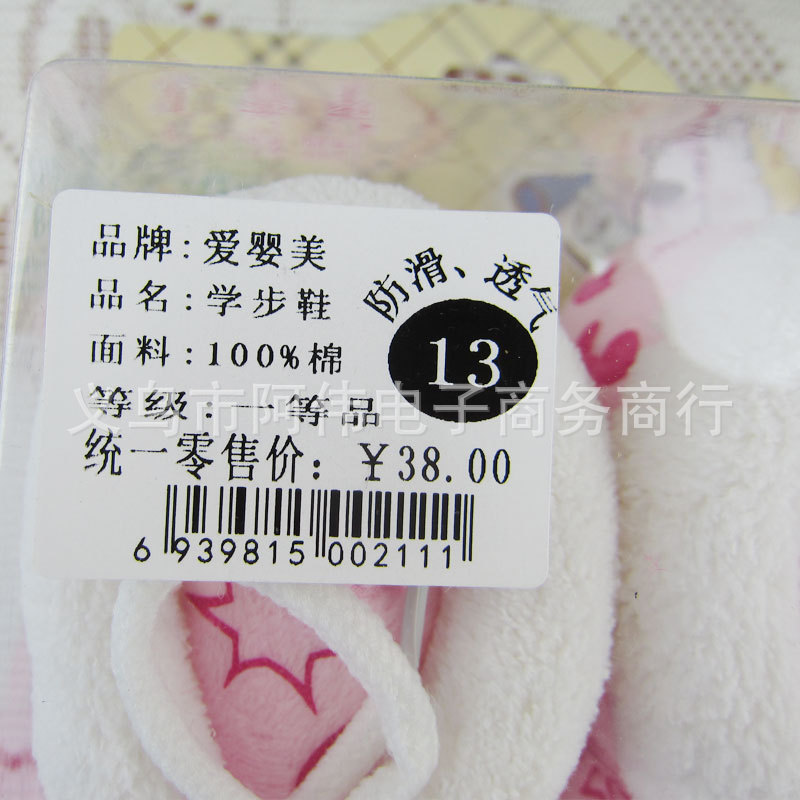 品牌:爱婴美
品名:学步鞋
面料:100%棉
等级:一等品
统一零售价:￥38.00
防滑、透气
13
6 939815 002111
义乌市阿伟电子商务商行